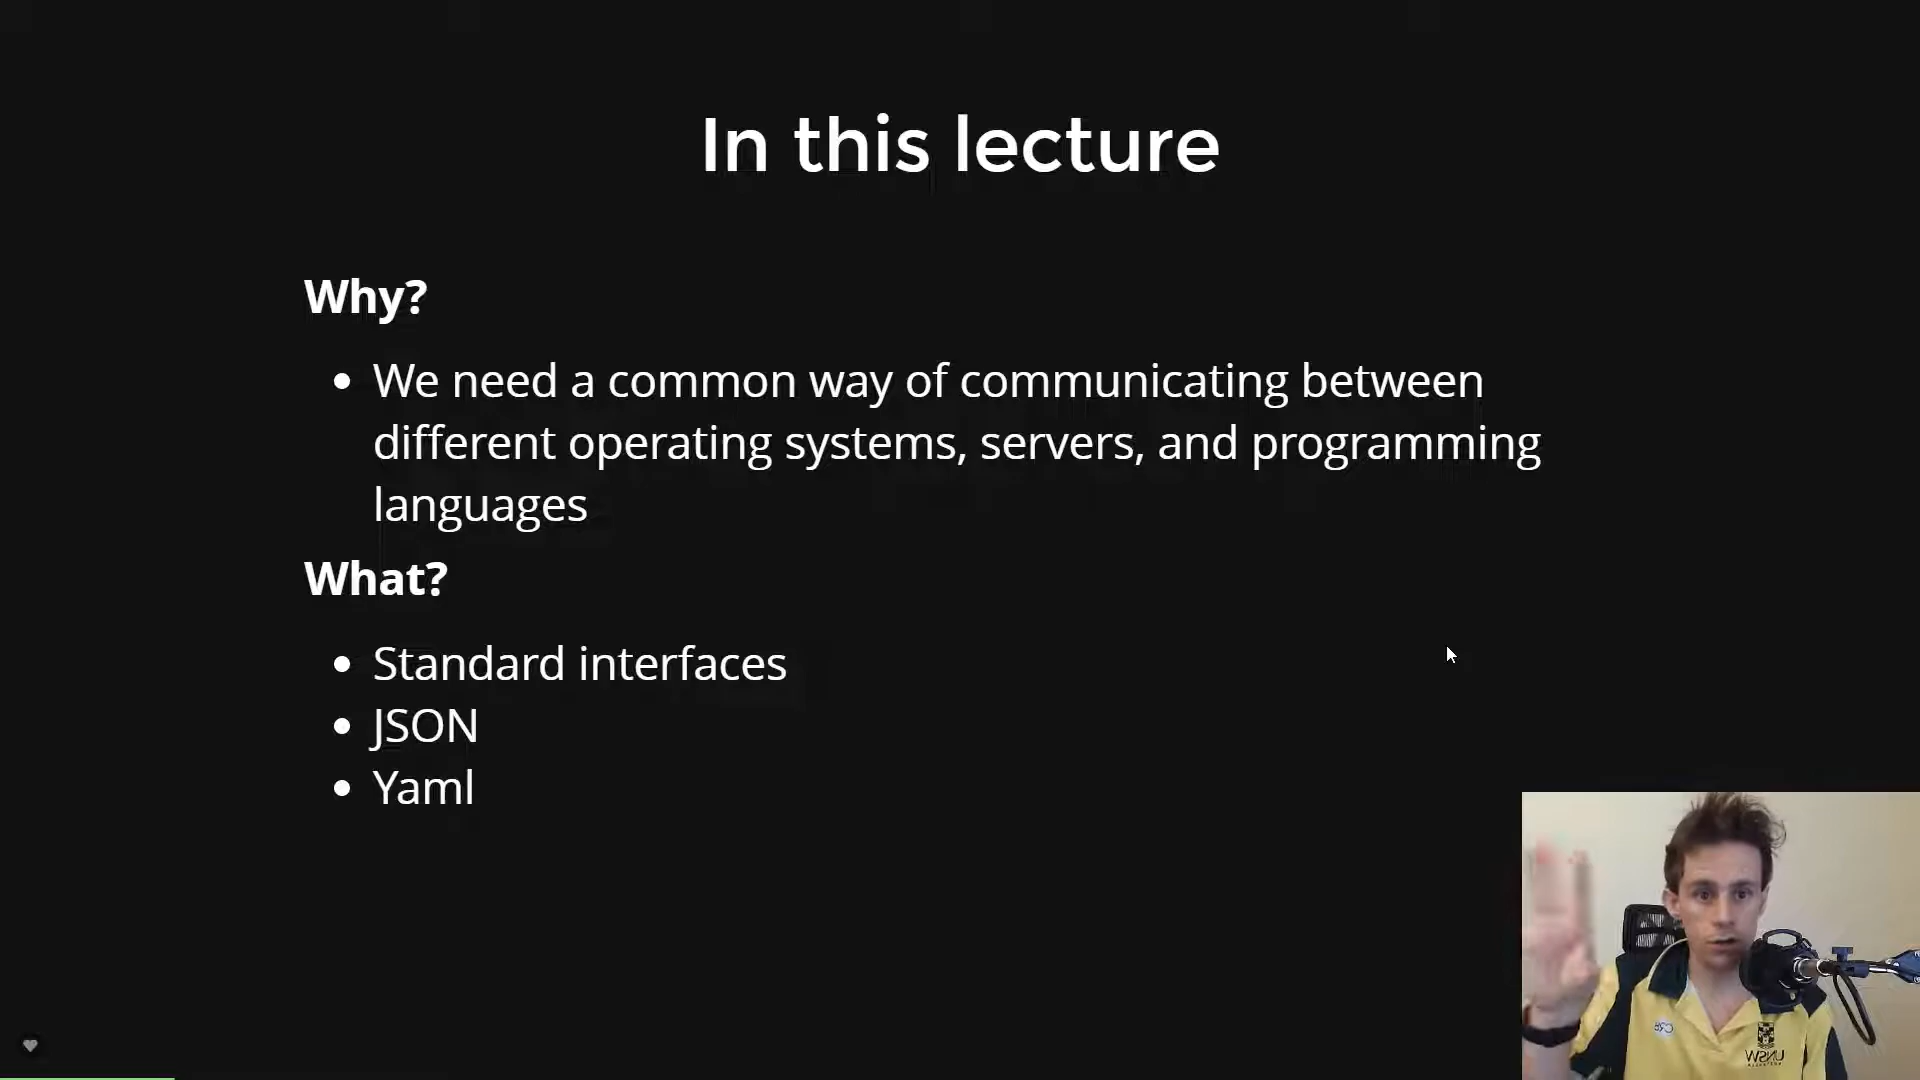 In this lecture
Why?
We need a common way of communicating between
different operating systems, servers, and programming
languages
What?
Standard interfaces
JSON
Yaml
UNSW